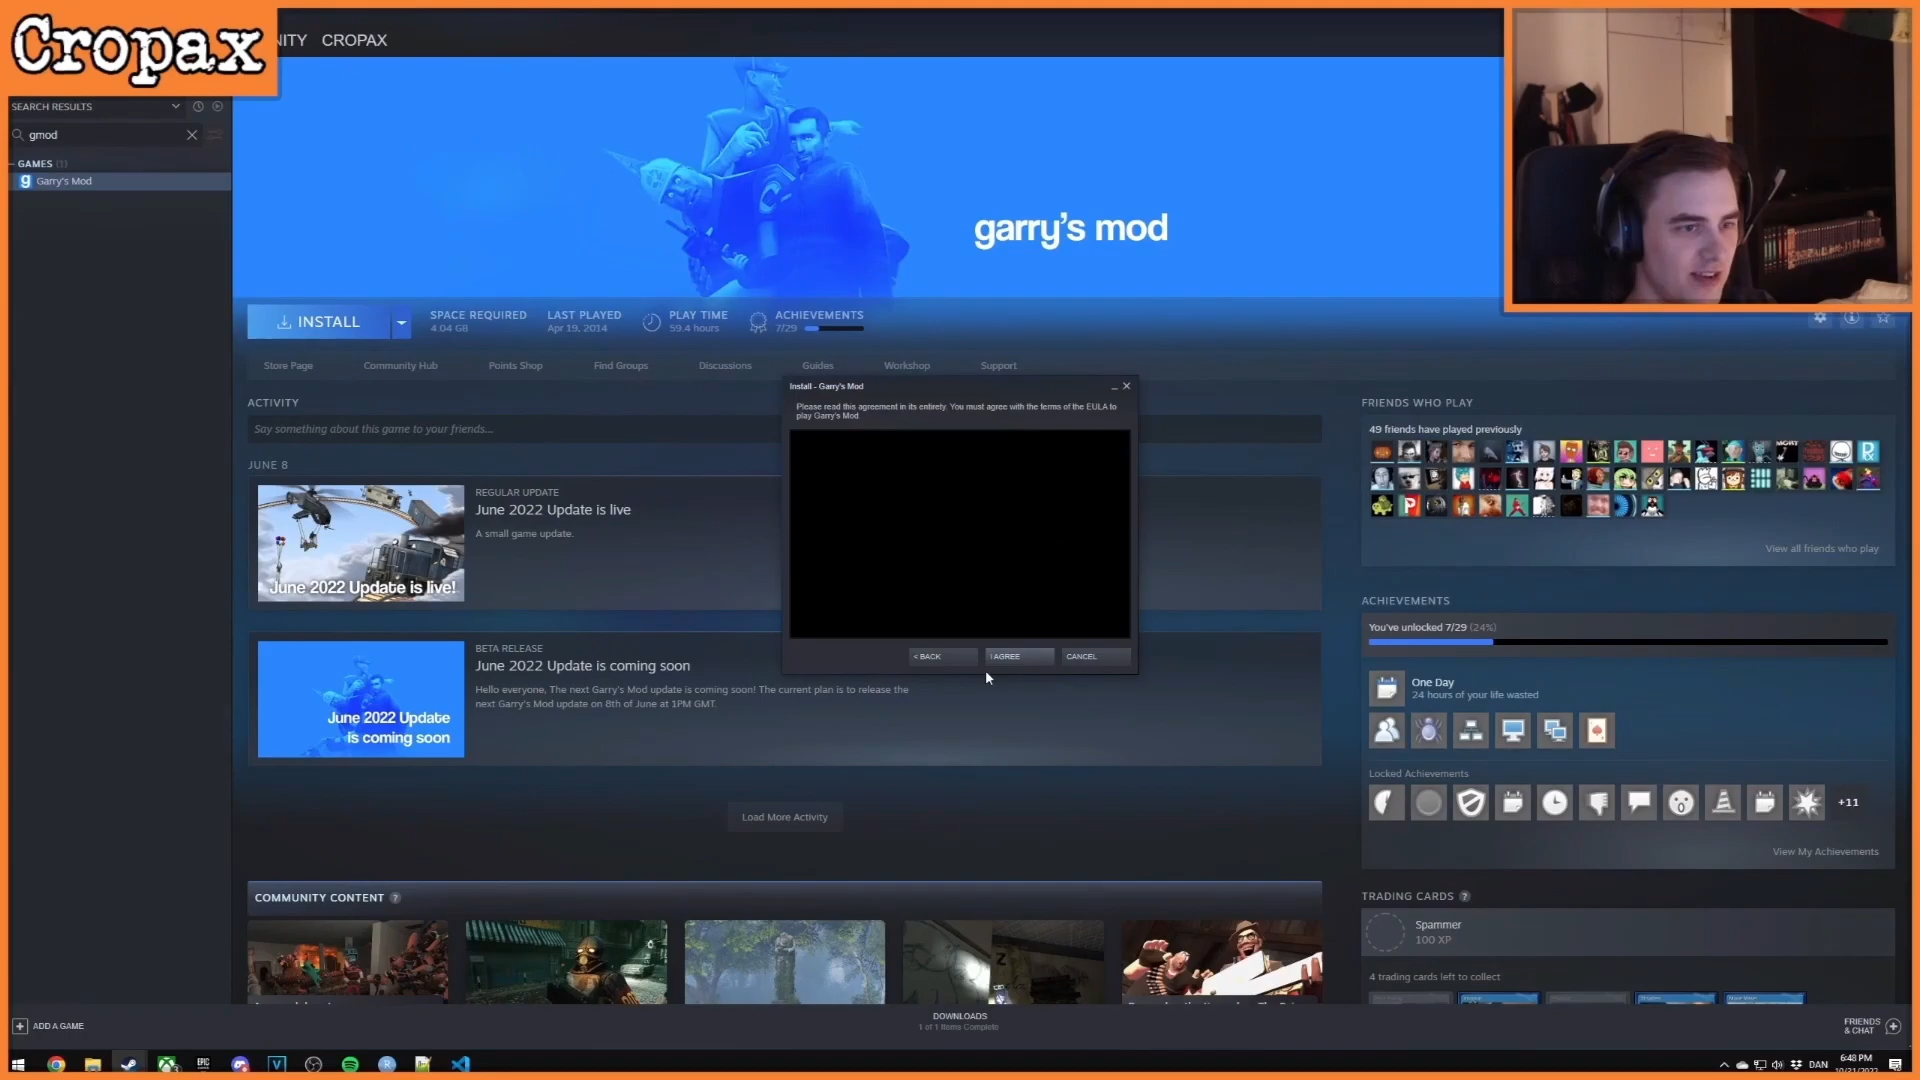 Cropax
NITY CROPAX
SEARCH RESULTS
gmod
GAMES (1)
g Garry's Mod
garry's mod
INSTALL
SPACE REQUIRED
4.04 GB
LAST PLAYED
Apr 19, 2014
PLAY TIME
59.4 hours
ACHIEVEMENTS
7/29
Store Page
Community Hub
Points Shop
Find Groups
Discussions
Guides
Workshop
Support
Install - Garry's Mod
Please read this agreement in its entirety. You must agree with the terms of the EULA to
play Garry's Mod
< BACK
I AGREE
CANCEL
ACTIVITY
Say something about this game to your friends...
JUNE 8
REGULAR UPDATE
June 2022 Update is live
A small game update.
June 2022 Update is live!
BETA RELEASE
June 2022 Update is coming soon
Hello everyone, The next Garry's Mod update is coming soon! The current plan is to release the
next Garry's Mod update on 8th of June at 1PM GMT.
June 2022 Update
is coming soon
Load More Activity
COMMUNITY CONTENT ?
FRIENDS WHO PLAY
49 friends have played previously
View all friends who play
ACHIEVEMENTS
You've unlocked 7/29 (24%)
One Day
24 hours of your life wasted
Locked Achievements
+11
View My Achievements
TRADING CARDS ?
Spammer
100 XP
4 trading cards left to collect
ADD A GAME
DOWNLOADS
1 of 1 Items Complete
FRIENDS
& CHAT
DAN
6:48 PM